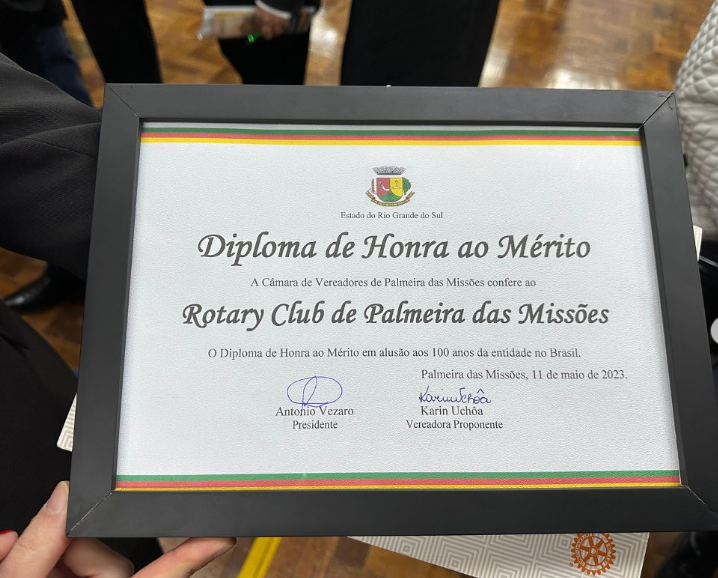 Estado do Rio Grande do Sul
Diploma de Honra ao Mérito
A Câmara de Vereadores de Palmeira das Missões confere ao
Rotary Club de Palmeira das Missões
O Diploma de Honra ao Mérito em alusão aos 100 anos da entidade no Brasil.
Palmeira das Missões, 11 de maio de 2023.
Karin Uchôa
Antonio Vezaro
Karin Uchôa
Presidente
Vereadora Proponente